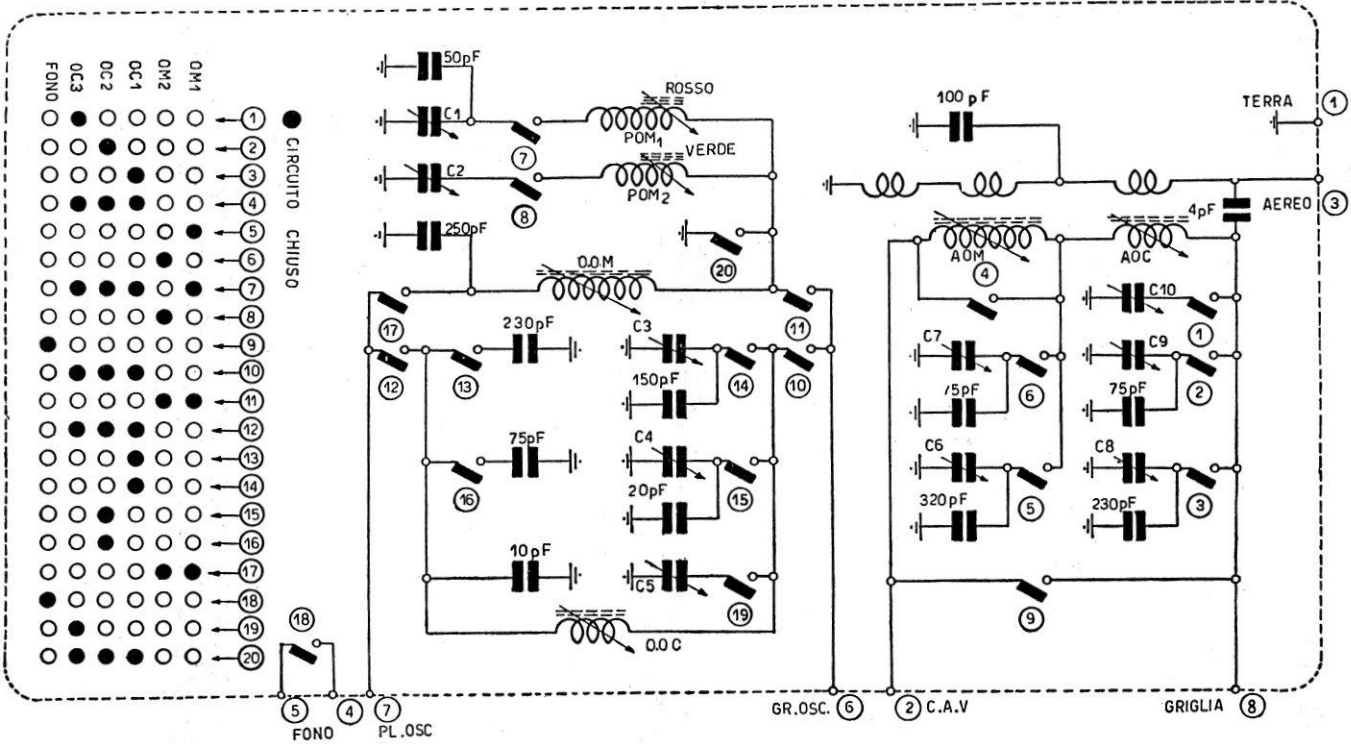 FONO
OC3
OC2
OC1
OM2
OM1
1
2
3
4
5
6
7
8
9
10
11
12
13
14
15
16
17
18
19
20
CIRCUITO CHIUSO
18
5
4
FONO
50pF
C1
7
ROSSO
POM1
C2
8
VERDE
POM2
250pF
20
O.O.M
17
11
12
13
230pF
C3
14
10
150pF
16
75pF
C4
15
20pF
10pF
C5
19
O.O.C
7
PL.OSC
GR.OSC.
6
100 pF
TERRA
1
4pF
AEREO
3
AOM
4
AOC
C10
1
C7
6
C9
2
75pF
75pF
C6
5
C8
3
320pF
230pF
9
2
C.A.V
GRIGLIA
8